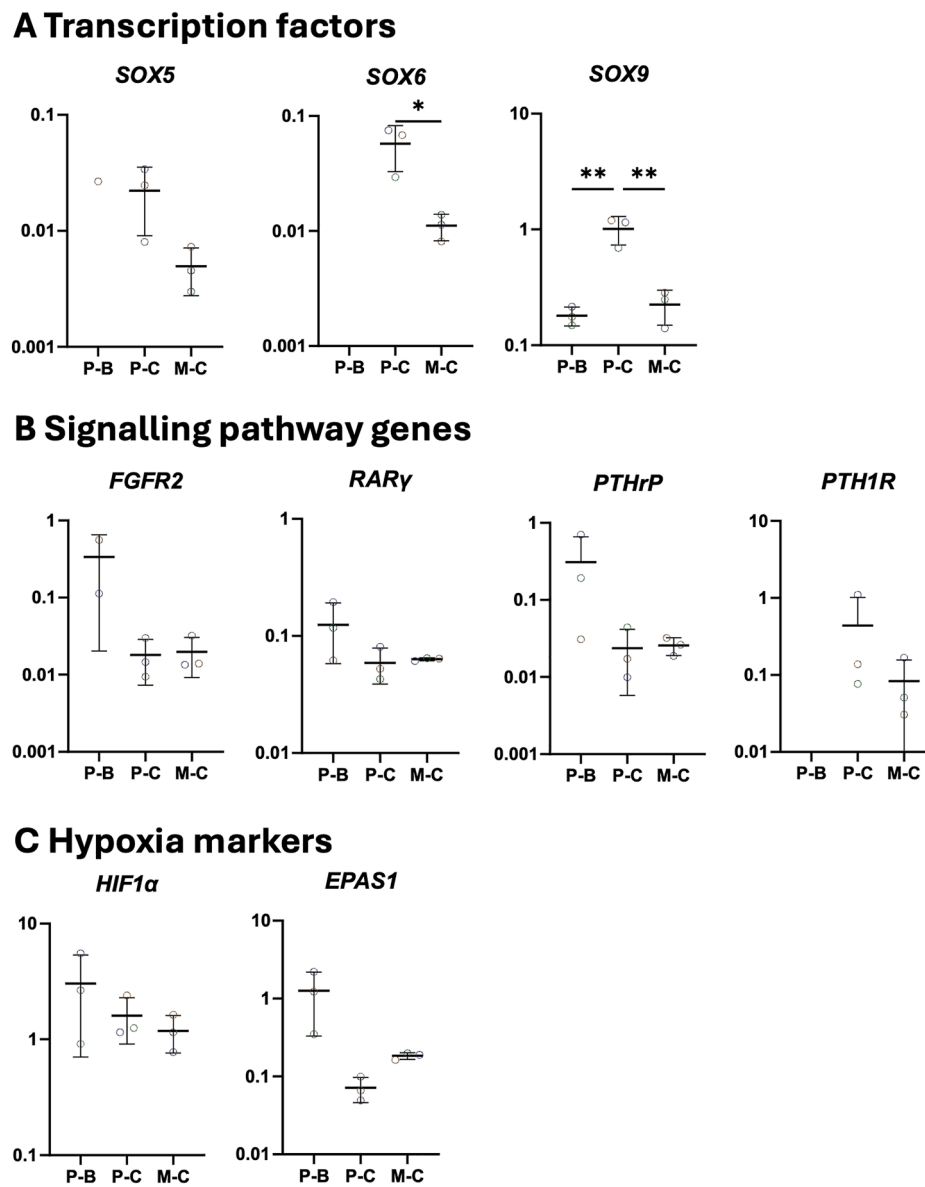 A Transcription factors
SOX5 SOX6 SOX9
* ** **
0.1 0.01 0.001
P-B P-C M-C
0.1 0.01 0.001
P-B P-C M-C
10 1 0.1
P-B P-C M-C
B Signalling pathway genes
FGFR2 RARγ PTHrP PTH1R
1 0.1 0.01 0.001
P-B P-C M-C
1 0.1 0.01
P-B P-C M-C
1 0.1 0.01 0.001
P-B P-C M-C
10 1 0.1 0.01
P-B P-C M-C
C Hypoxia markers
HIF1α EPAS1
10 1 0.1
P-B P-C M-C
10 1 0.1 0.01
P-B P-C M-C